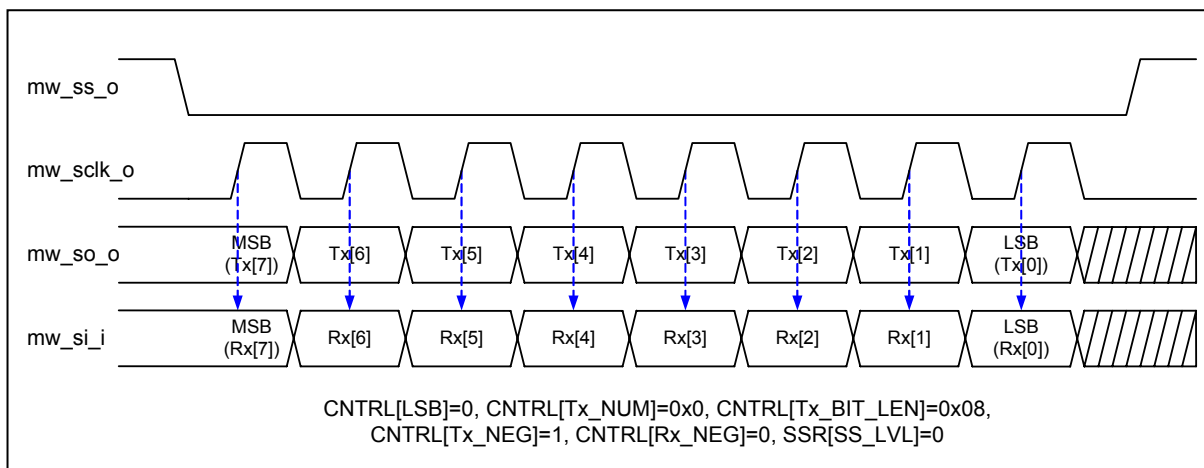 mw_ss_o
mw_sclk_o
mw_so_o
MSB
(Tx[7])
Tx[6]
Tx[5]
Tx[4]
Tx[3]
Tx[2]
Tx[1]
LSB
(Tx[0])
mw_si_i
MSB
(Rx[7])
Rx[6]
Rx[5]
Rx[4]
Rx[3]
Rx[2]
Rx[1]
LSB
(Rx[0])
CNTRL[LSB]=0, CNTRL[Tx_NUM]=0x0, CNTRL[Tx_BIT_LEN]=0x08,
CNTRL[Tx_NEG]=1, CNTRL[Rx_NEG]=0, SSR[SS_LVL]=0